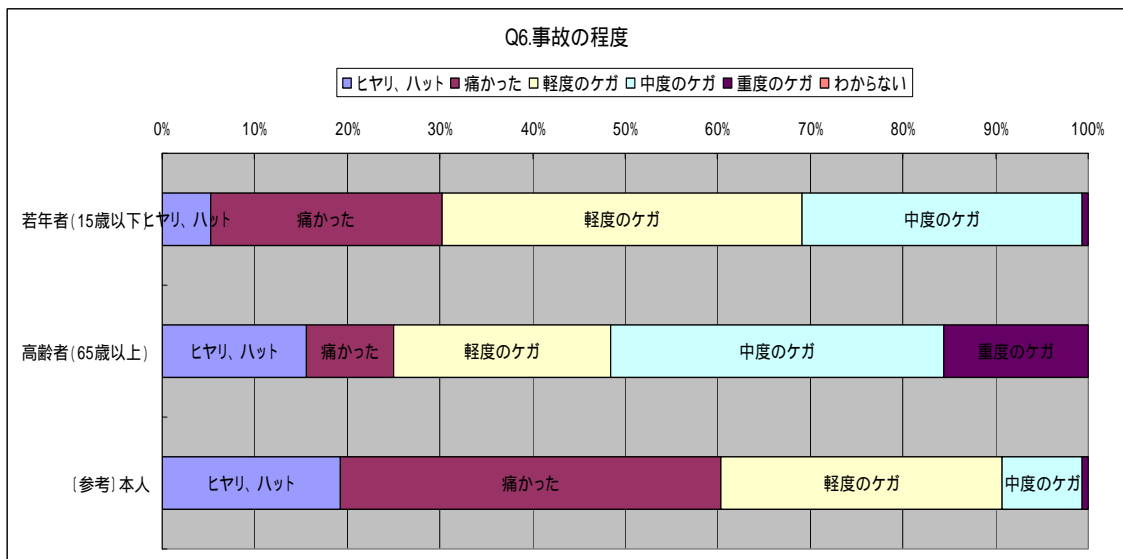 Q6.事故の程度
ヒヤリ、ハット 痛かった 軽度のケガ 中度のケガ 重度のケガ わからない
0% 10% 20% 30% 40% 50% 60% 70% 80% 90% 100%
若年者(15歳以下) ヒヤリ、ハット 痛かった 軽度のケガ 中度のケガ
高齢者(65歳以上) ヒヤリ、ハット 痛かった 軽度のケガ 中度のケガ 重度のケガ
〔参考〕本人 ヒヤリ、ハット 痛かった 軽度のケガ 中度のケガ